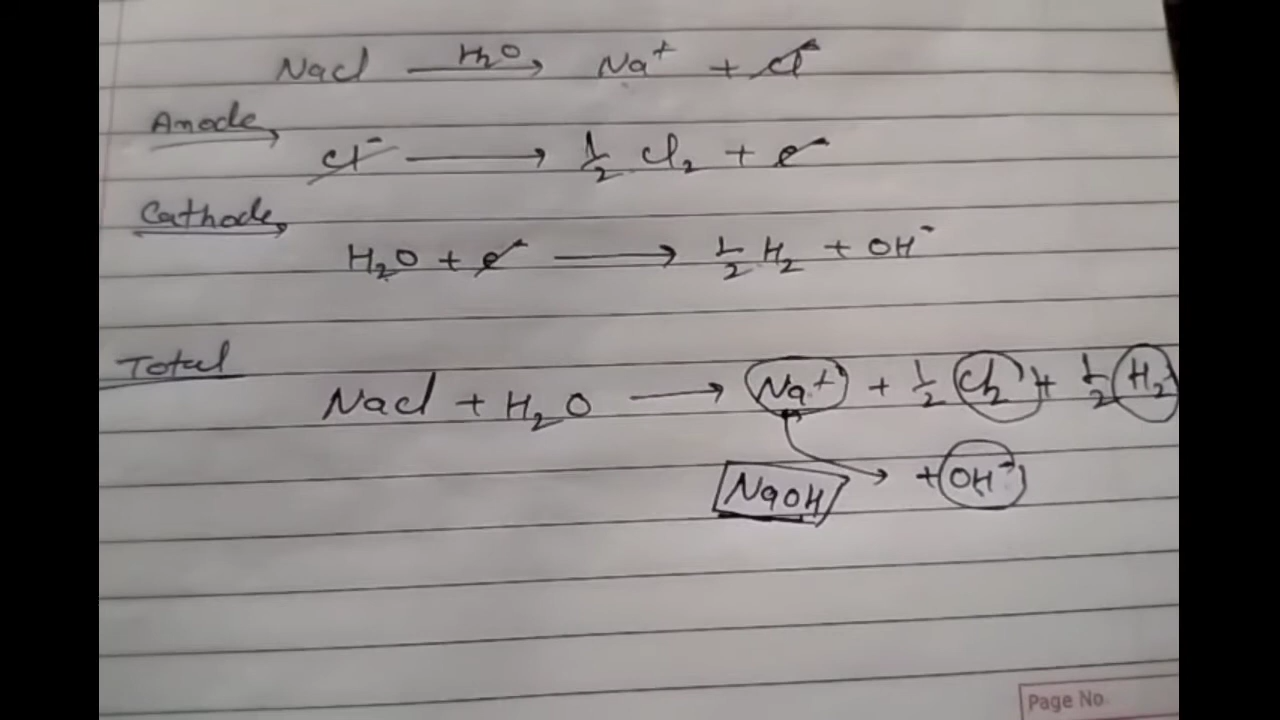 Nacl —H₂O→ Na⁺ + Cl⁻
Anode
Cl⁻ ⟶ 1/2 Cl₂ + e⁻
Cathode
H₂O + e⁻ ⟶ 1/2 H₂ + OH⁻
Total
Nacl + H₂O ⟶ Na⁺ + 1/2 Cl₂ + 1/2 H₂
NaOH → + OH⁻
Page No.